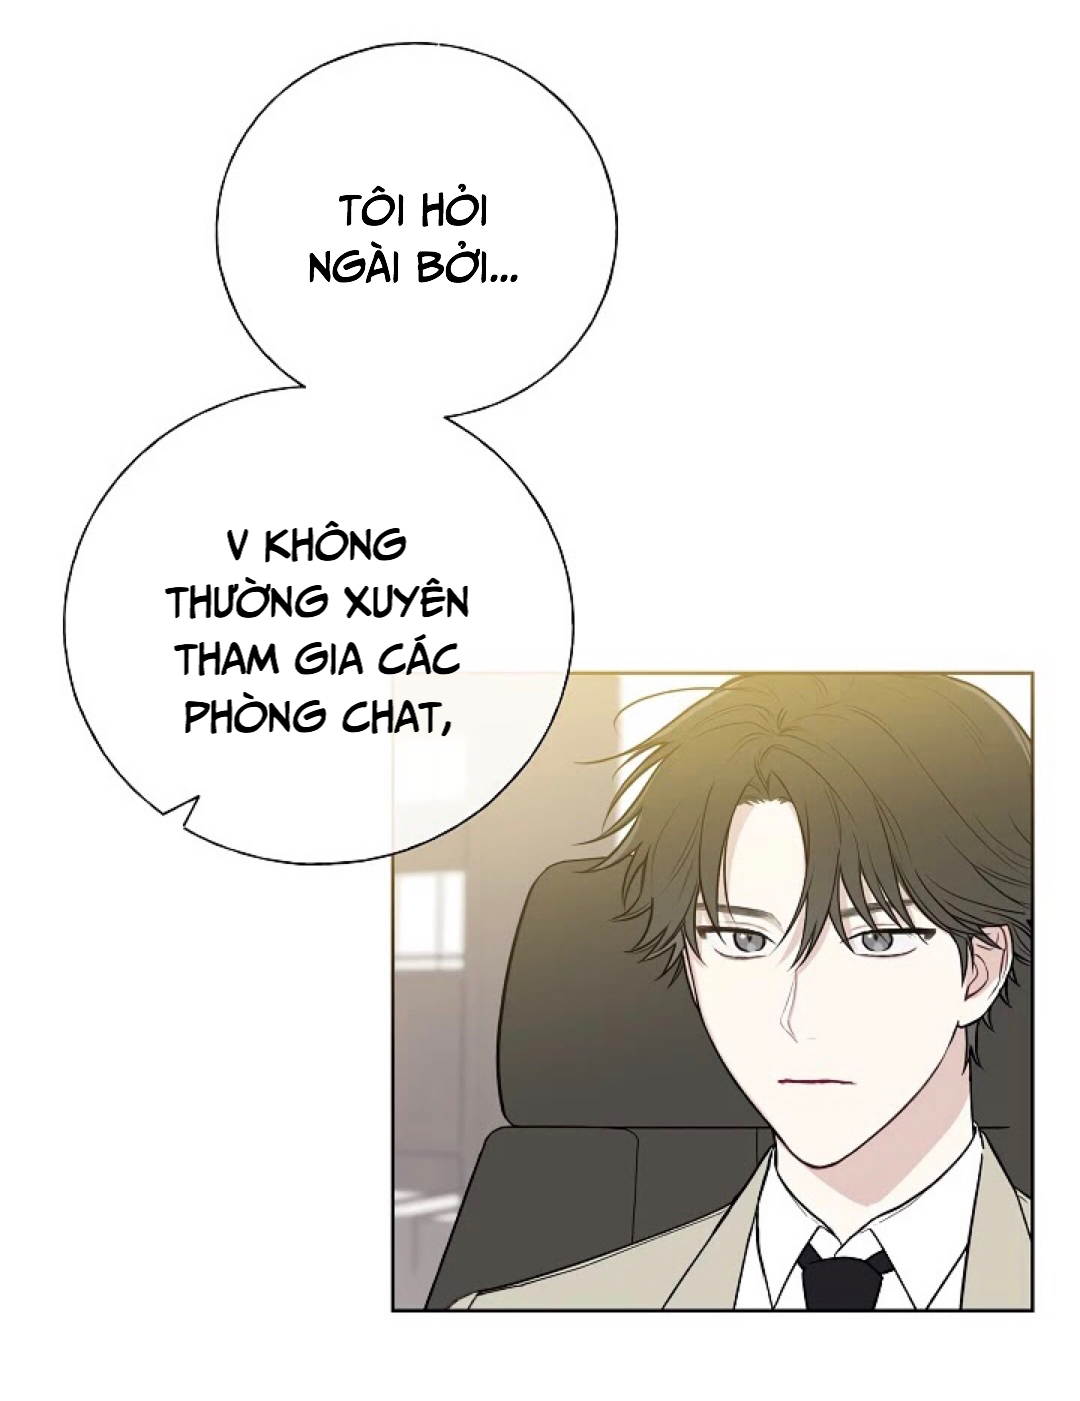 TÔI HỎI
NGÀI BỞI...
V KHÔNG
THƯỜNG XUYÊN
THAM GIA CÁC
PHÒNG CHAT,